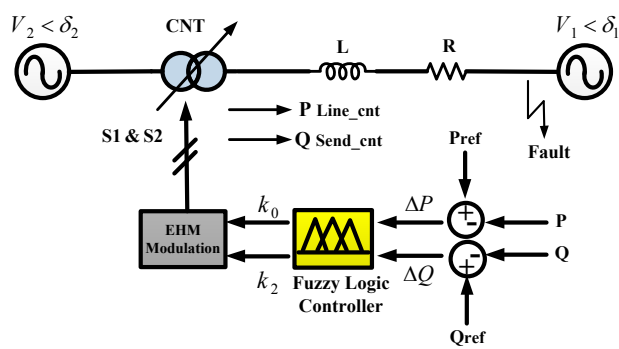 V₂ < δ₂
CNT
L
R
V₁ < δ₁
P Line_cnt
Q Send_cnt
S1 & S2
Fault
Pref
EHM
Modulation
k₀
k₂
Fuzzy Logic
Controller
ΔP
ΔQ
+
-
P
-
+
Q
Qref